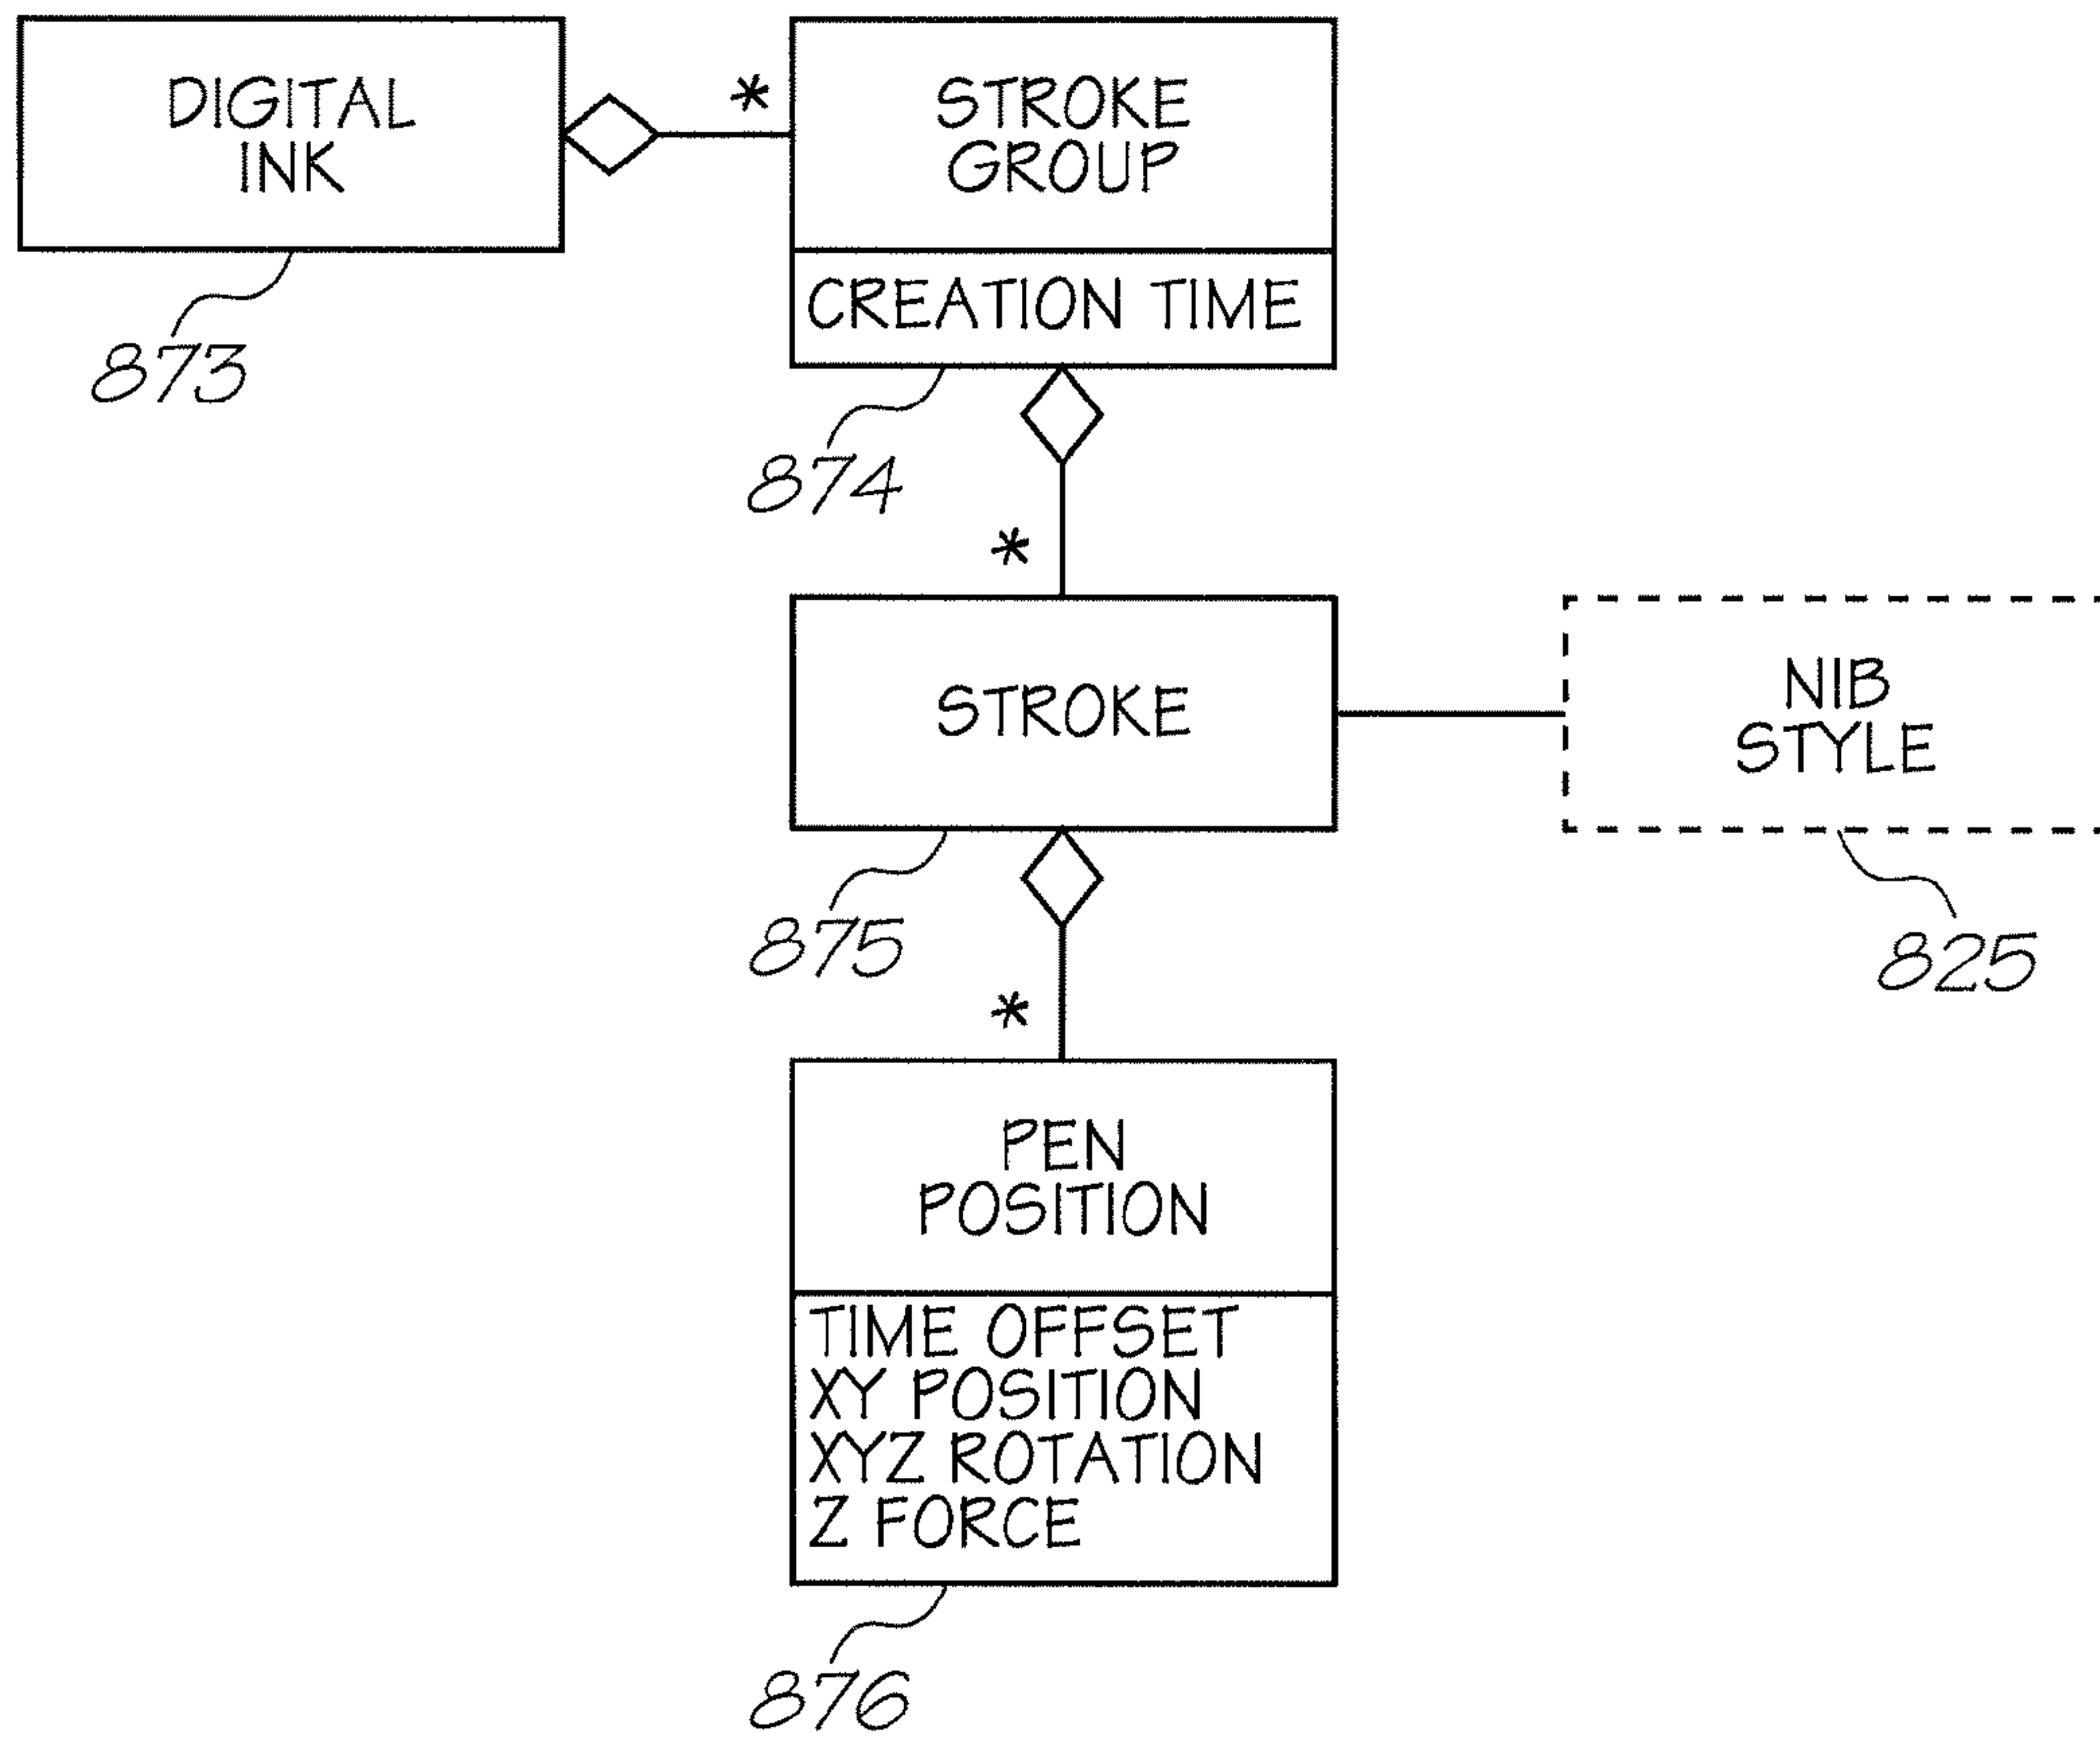 DIGITAL
INK
*
STROKE
GROUP
CREATION TIME
873
874
*
STROKE
NIB
STYLE
875
825
*
PEN
POSITION
TIME OFFSET
XY POSITION
XYZ ROTATION
Z FORCE
876